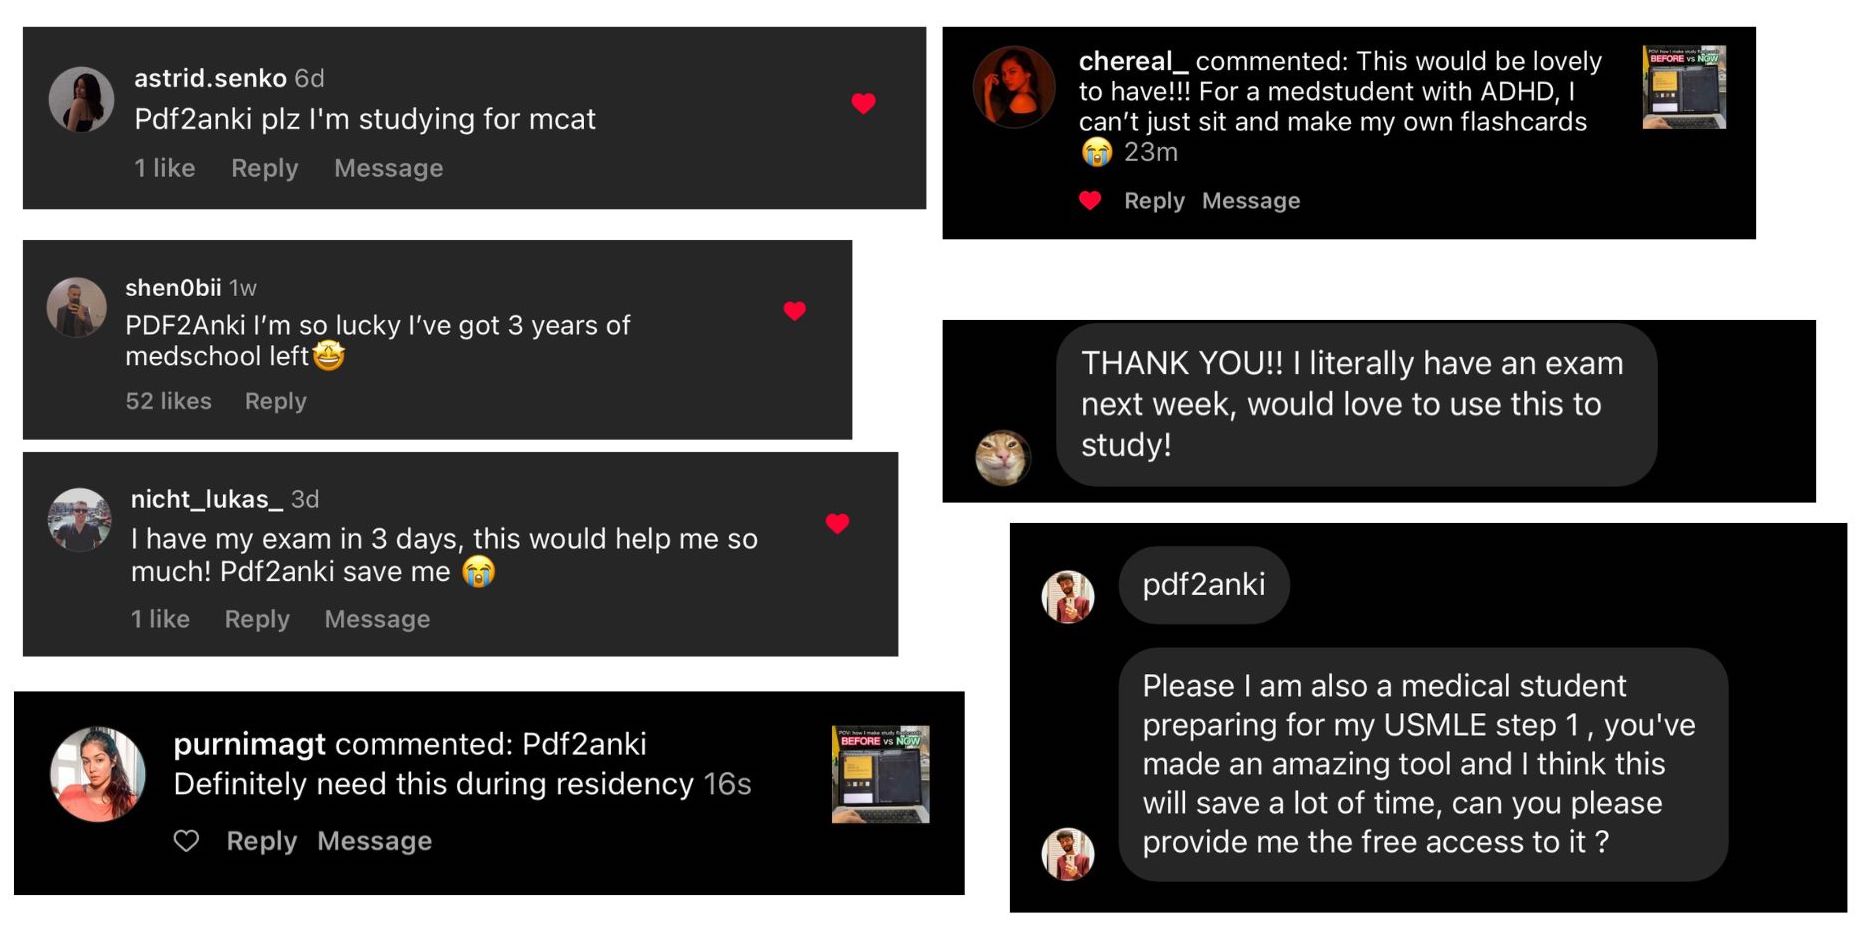 astrid.senko 6d
Pdf2anki plz I'm studying for mcat
1 like Reply Message
shen0bii 1w
PDF2Anki I’m so lucky I’ve got 3 years of
medschool left🤩
52 likes Reply
nicht_lukas_ 3d
I have my exam in 3 days, this would help me so
much! Pdf2anki save me 😭
1 like Reply Message
purnimagt commented: Pdf2anki
Definitely need this during residency 16s
Reply Message
POV: how I make study flashcards
BEFORE vs NOW
chereal_ commented: This would be lovely
to have!!! For a medstudent with ADHD, I
can’t just sit and make my own flashcards
😭 23m
Reply Message
POV: how I make study flashcards
BEFORE vs NOW
THANK YOU!! I literally have an exam
next week, would love to use this to
study!
pdf2anki
Please I am also a medical student
preparing for my USMLE step 1 , you've
made an amazing tool and I think this
will save a lot of time, can you please
provide me the free access to it ?